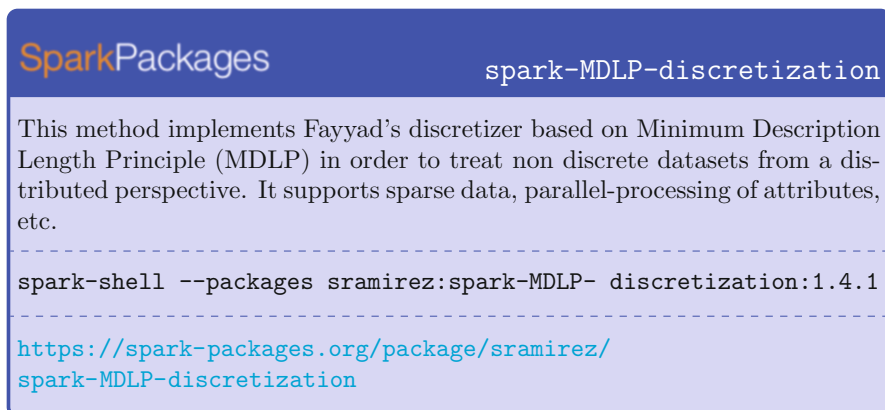 SparkPackages
spark-MDLP-discretization
This method implements Fayyad's discretizer based on Minimum Description
Length Principle (MDLP) in order to treat non discrete datasets from a dis-
tributed perspective. It supports sparse data, parallel-processing of attributes,
etc.
spark-shell --packages sramirez:spark-MDLP- discretization:1.4.1
https://spark-packages.org/package/sramirez/
spark-MDLP-discretization